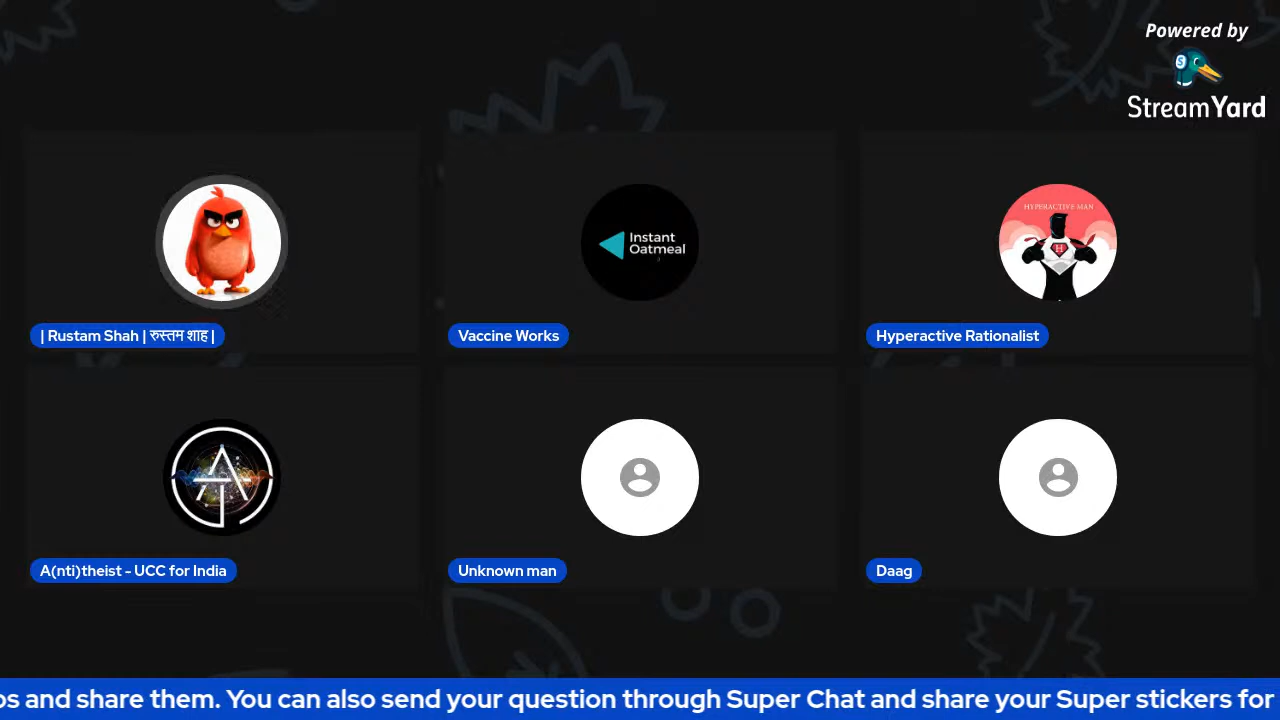 Powered by
StreamYard
Instant
Oatmeal
HYPERACTIVE MAN
H
| Rustam Shah | रुस्तम शाह |
Vaccine Works
Hyperactive Rationalist
A(nti)theist - UCC for India
Unknown man
Daag
and share them. You can also send your question through Super Chat and share your Super stickers for